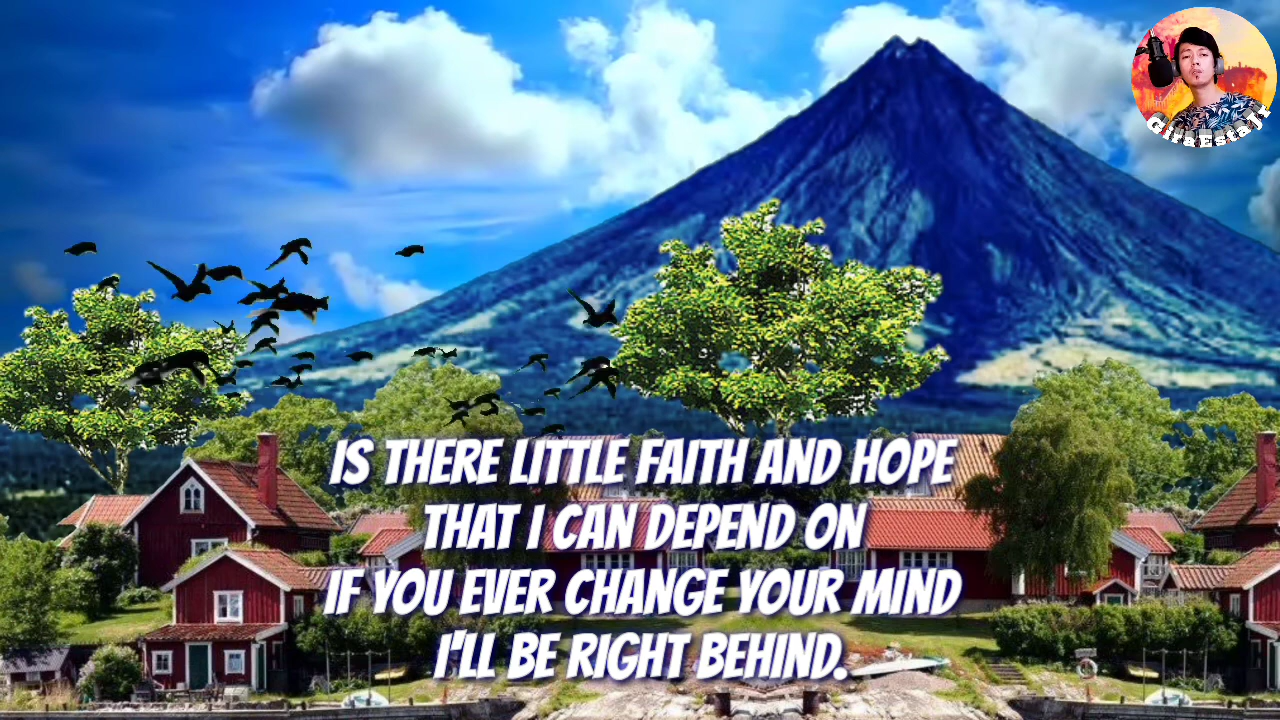 GiraEstaJr
IS THERE LITTLE FAITH AND HOPE
THAT I CAN DEPEND ON
IF YOU EVER CHANGE YOUR MIND
I'LL BE RIGHT BEHIND.